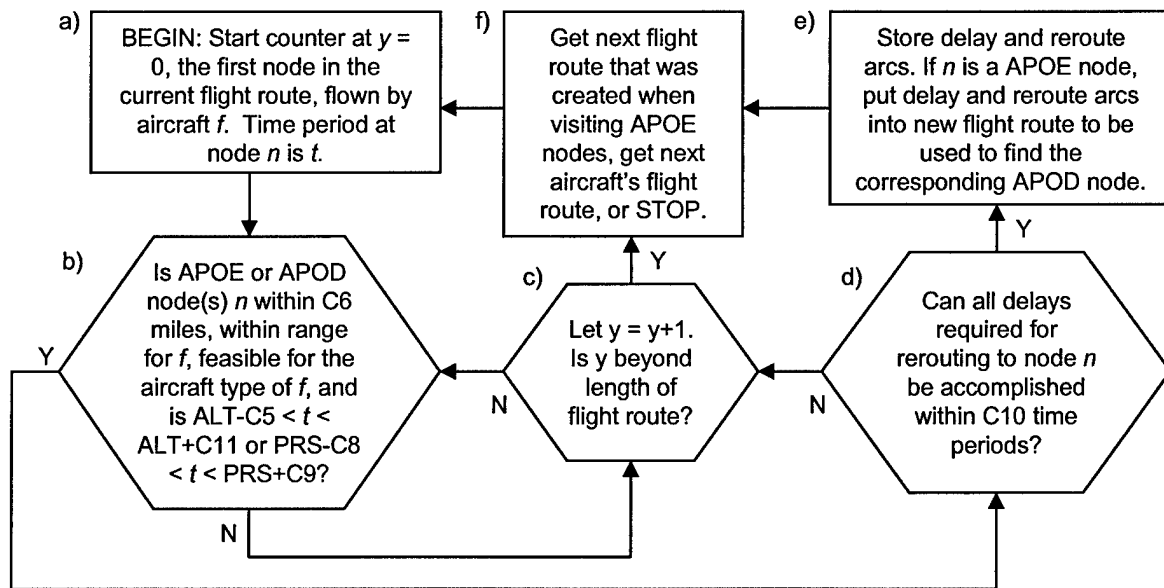 a)
BEGIN: Start counter at y =
0, the first node in the
current flight route, flown by
aircraft f. Time period at
node n is t.
f)
Get next flight
route that was
created when
visiting APOE
nodes, get next
aircraft's flight
route, or STOP.
e)
Store delay and reroute
arcs. If n is a APOE node,
put delay and reroute arcs
into new flight route to be
used to find the
corresponding APOD node.
b)
Is APOE or APOD
node(s) n within C6
miles, within range
for f, feasible for the
aircraft type of f, and
is ALT-C5 < t <
ALT+C11 or PRS-C8
< t < PRS+C9?
Y
N
c)
Let y = y+1.
Is y beyond
length of
flight route?
Y
N
d)
Can all delays
required for
rerouting to node n
be accomplished
within C10 time
periods?
Y
N